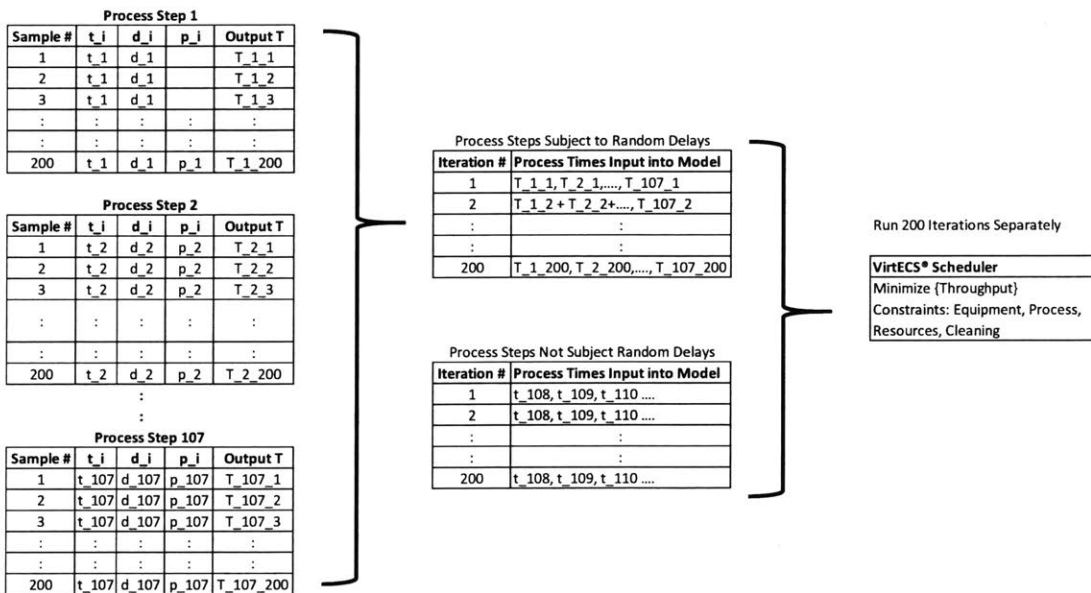 Process Step 1
Sample # t_i d_i p_i Output T
1 t_1 d_1 T_1_1
2 t_1 d_1 T_1_2
3 t_1 d_1 T_1_3
: : : : :
: : : : :
200 t_1 d_1 p_1 T_1_200
Process Step 2
Sample # t_i d_i p_i Output T
1 t_2 d_2 p_2 T_2_1
2 t_2 d_2 p_2 T_2_2
3 t_2 d_2 p_2 T_2_3
: : : : :
: : : : :
200 t_2 d_2 p_2 T_2_200
:
:
Process Step 107
Sample # t_i d_i p_i Output T
1 t_107 d_107 p_107 T_107_1
2 t_107 d_107 p_107 T_107_2
3 t_107 d_107 p_107 T_107_3
: : : : :
: : : : :
200 t_107 d_107 p_107 T_107_200
Process Steps Subject to Random Delays
Iteration # Process Times Input into Model
1 T_1_1, T_2_1,...., T_107_1
2 T_1_2 + T_2_2+...., T_107_2
: :
: :
200 T_1_200, T_2_200,...., T_107_200
Process Steps Not Subject Random Delays
Iteration # Process Times Input into Model
1 t_108, t_109, t_110 ....
2 t_108, t_109, t_110 ....
: :
: :
200 t_108, t_109, t_110 ....
Run 200 Iterations Separately
VirtECS® Scheduler
Minimize {Throughput}
Constraints: Equipment, Process,
Resources, Cleaning